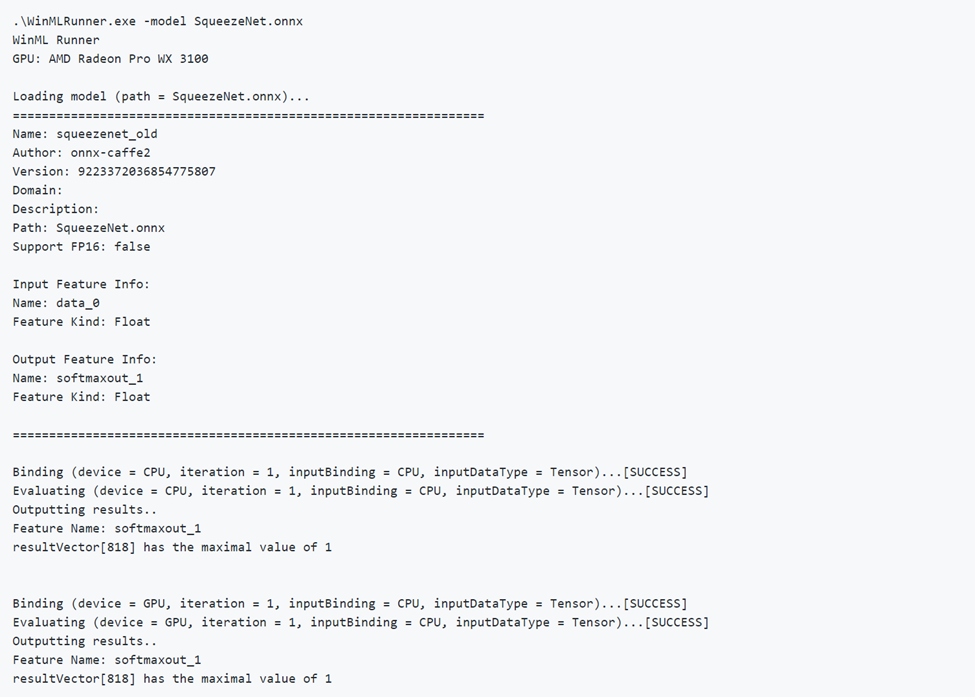 .\WinMLRunner.exe -model SqueezeNet.onnx
WinML Runner
GPU: AMD Radeon Pro WX 3100
Loading model (path = SqueezeNet.onnx)...
=================================================================
Name: squeezenet_old
Author: onnx-caffe2
Version: 9223372036854775807
Domain:
Description:
Path: SqueezeNet.onnx
Support FP16: false
Input Feature Info:
Name: data_0
Feature Kind: Float
Output Feature Info:
Name: softmaxout_1
Feature Kind: Float
=================================================================
Binding (device = CPU, iteration = 1, inputBinding = CPU, inputDataType = Tensor)...[SUCCESS]
Evaluating (device = CPU, iteration = 1, inputBinding = CPU, inputDataType = Tensor)...[SUCCESS]
Outputting results..
Feature Name: softmaxout_1
resultVector[818] has the maximal value of 1
Binding (device = GPU, iteration = 1, inputBinding = CPU, inputDataType = Tensor)...[SUCCESS]
Evaluating (device = GPU, iteration = 1, inputBinding = CPU, inputDataType = Tensor)...[SUCCESS]
Outputting results..
Feature Name: softmaxout_1
resultVector[818] has the maximal value of 1